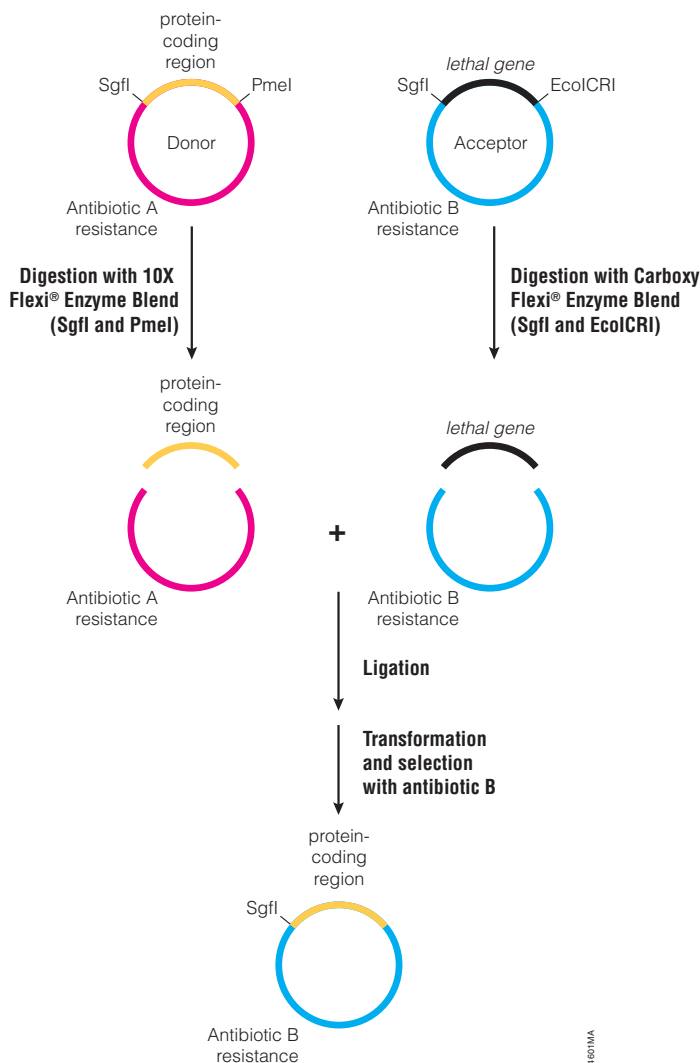 protein-
coding
region
SgfI
PmeI
Donor
Antibiotic A
resistance
lethal gene
SgfI
EcoICRI
Acceptor
Antibiotic B
resistance
Digestion with 10X
Flexi® Enzyme Blend
(SgfI and PmeI)
Digestion with Carboxy
Flexi® Enzyme Blend
(SgfI and EcoICRI)
protein-
coding
region
Antibiotic A
resistance
+
lethal gene
Antibiotic B
resistance
Ligation
Transformation
and selection
with antibiotic B
protein-
coding
region
SgfI
Antibiotic B
resistance
4601MA